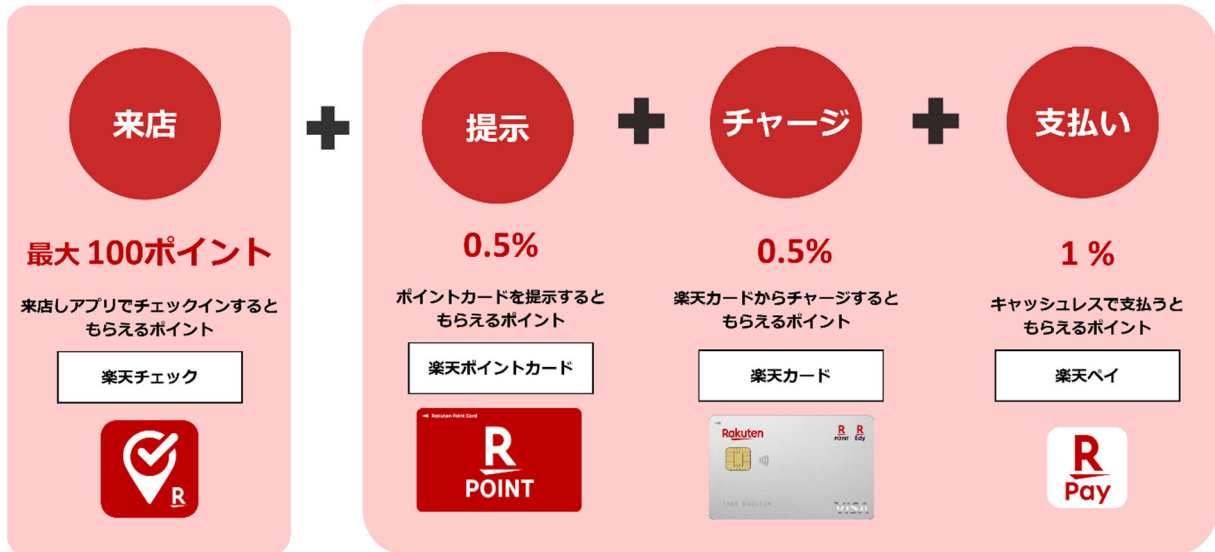 来店
最大 100ポイント
来店しアプリでチェックインすると
もらえるポイント
楽天チェック
R
提示
0.5%
ポイントカードを提示すると
もらえるポイント
楽天ポイントカード
Rakuten Point Card
R
POINT
チャージ
0.5%
楽天カードからチャージすると
もらえるポイント
楽天カード
Rakuten
R
POINT
R
Edy
TARO RAKUTEN
VISA
支払い
1 %
キャッシュレスで支払うと
もらえるポイント
楽天ペイ
R
Pay